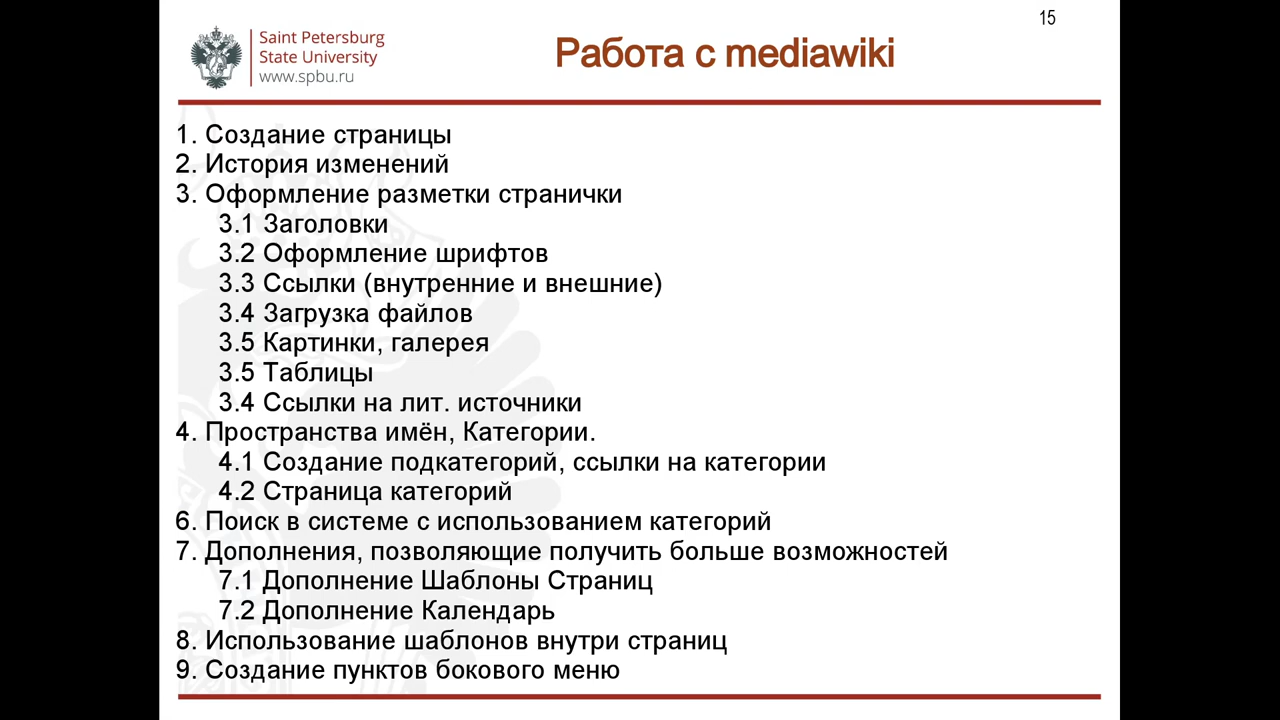 15
Saint Petersburg
State University
www.spbu.ru
Работа с mediawiki
1. Создание страницы
2. История изменений
3. Оформление разметки странички
3.1 Заголовки
3.2 Оформление шрифтов
3.3 Ссылки (внутренние и внешние)
3.4 Загрузка файлов
3.5 Картинки, галерея
3.5 Таблицы
3.4 Ссылки на лит. источники
4. Пространства имён, Категории.
4.1 Создание подкатегорий, ссылки на категории
4.2 Страница категорий
6. Поиск в системе с использованием категорий
7. Дополнения, позволяющие получить больше возможностей
7.1 Дополнение Шаблоны Страниц
7.2 Дополнение Календарь
8. Использование шаблонов внутри страниц
9. Создание пунктов бокового меню